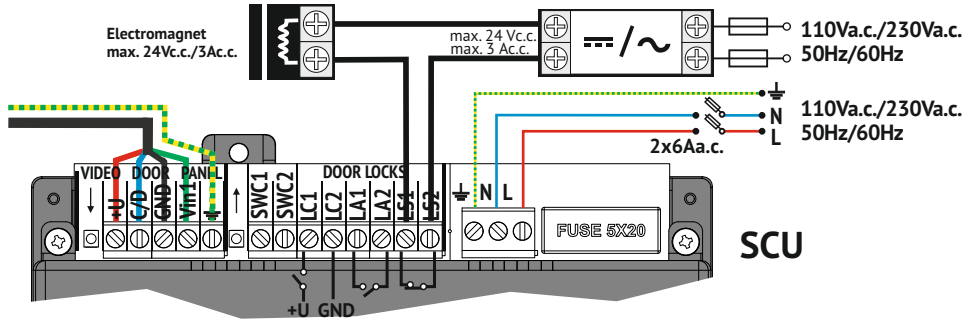 Electromagnet
max. 24Vc.c./3Ac.c.
max. 24 Vc.c.
max. 3 Ac.c.
110Va.c./230Va.c.
50Hz/60Hz
N
L
110Va.c./230Va.c.
50Hz/60Hz
2x6Aa.c.
VIDEO DOOR PANEL
DOOR LOCKS
+U
C/D
GND
Vin1
SWC1
SWC2
LC1
LC2
LA1
LA2
LS1
LS2
N L
FUSE 5X20
SCU
+U GND